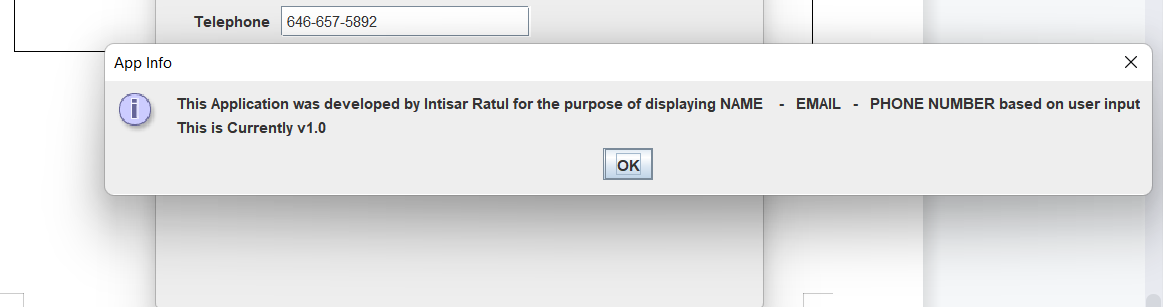 Telephone 646-657-5892
App Info
This Application was developed by Intisar Ratul for the purpose of displaying NAME - EMAIL - PHONE NUMBER based on user input
This is Currently v1.0
OK